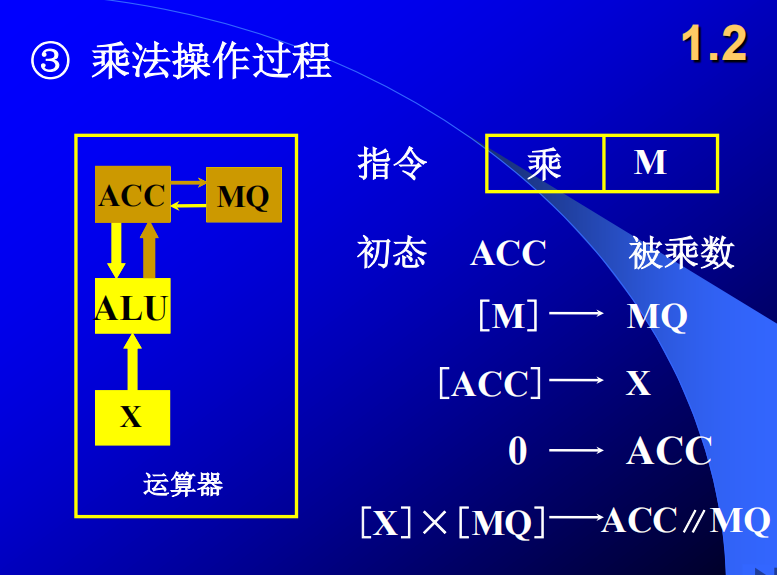 1.2
③ 乘法操作过程
ACC MQ
ALU
X
运算器
指令 乘 M
初态 ACC 被乘数
[M] → MQ
[ACC] → X
0 → ACC
[X]×[MQ] → ACC∥MQ